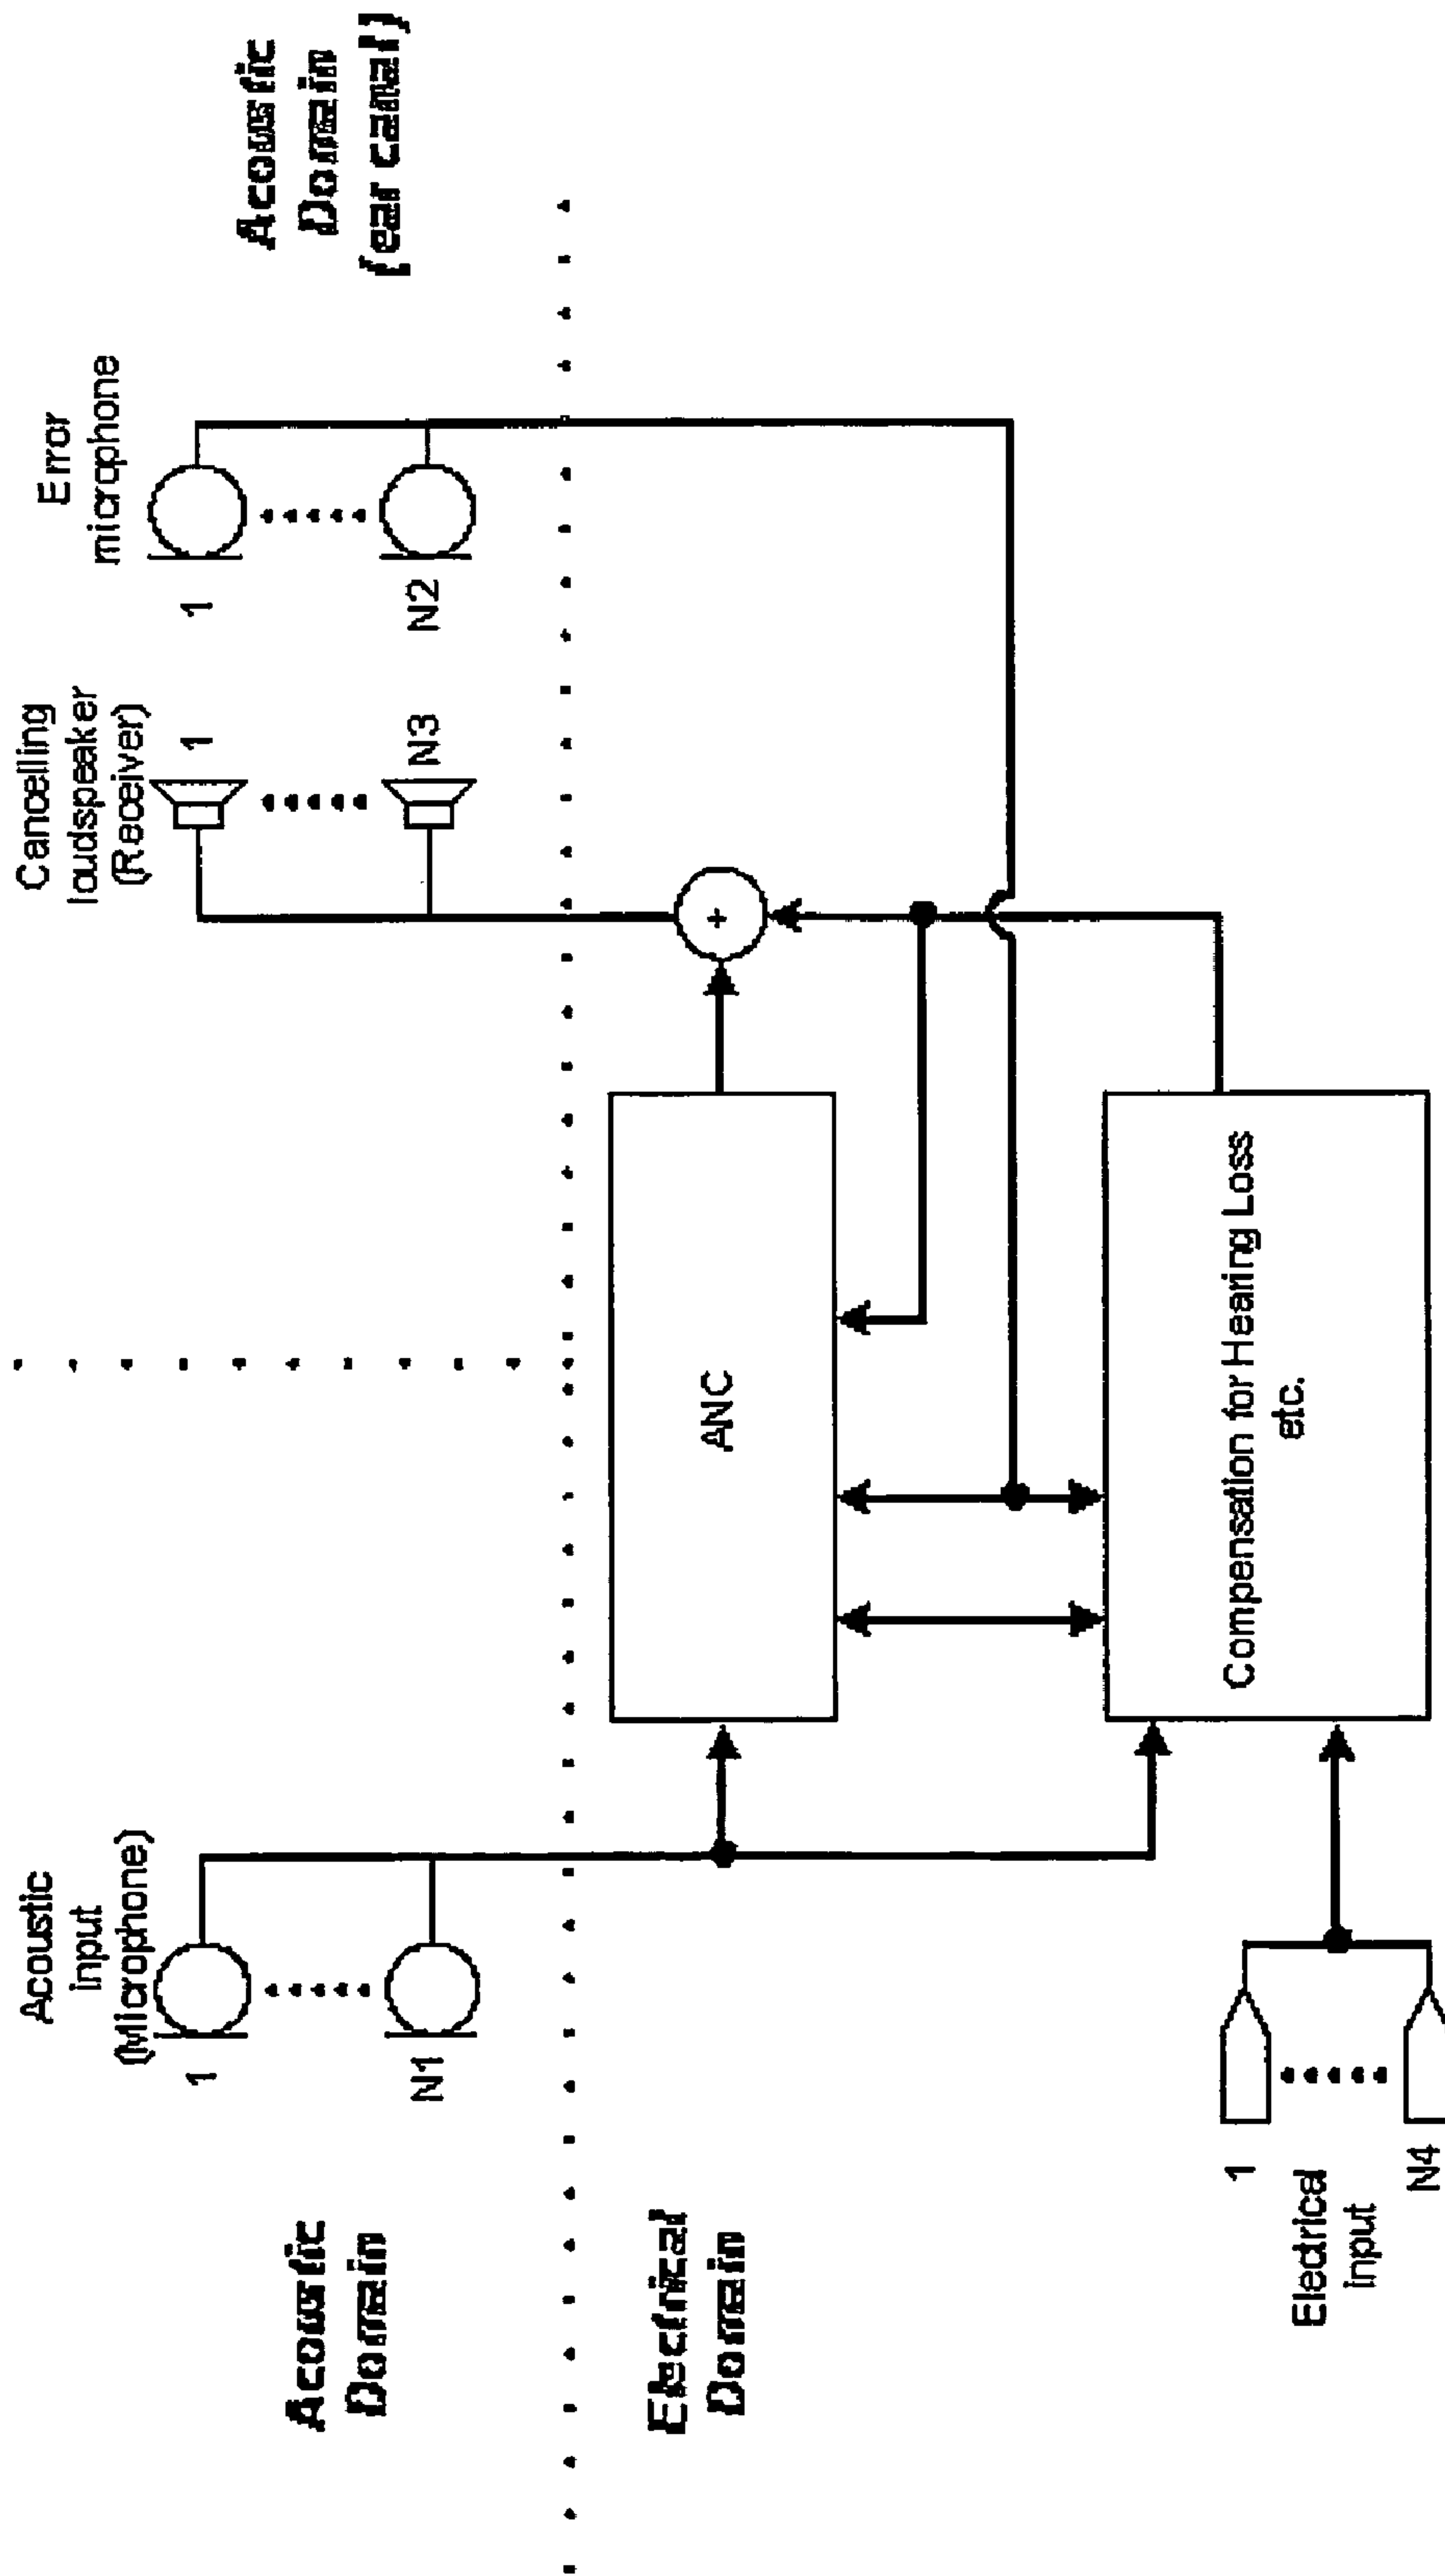 Acoustic
input
(Microphone)
1
N1
Cancelling
loudspeaker
(Receiver)
1
N3
Error
microphone
1
N2
Acoustic
Domain
Acoustic
Domain
(ear canal)
Electrical
Domain
ANC
+
Compensation for Hearing Loss
etc.
1
Electrical
input
N4